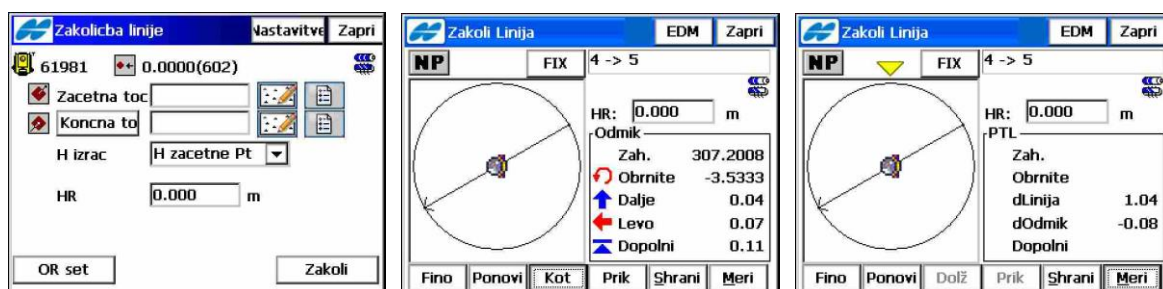 Zakolicba linije Nastavitve Zapri
61981 0.0000(602)
Zacetna toc
Koncna to
H izrac H zacetne Pt
HR 0.000 m
OR set Zakoli
Zakoli Linija EDM Zapri
NP FIX 4 -> 5
HR: 0.000 m
Odmik
Zah. 307.2008
Obrnite -3.5333
Dalje 0.04
Levo 0.07
Dopolni 0.11
Fino Ponovi Kot Prik Shrani Meri
Zakoli Linija EDM Zapri
NP FIX 4 -> 5
HR: 0.000 m
PTL
Zah.
Obrnite
dLinija 1.04
dOdmik -0.08
Dopolni
Fino Ponovi Dolž Prik Shrani Meri